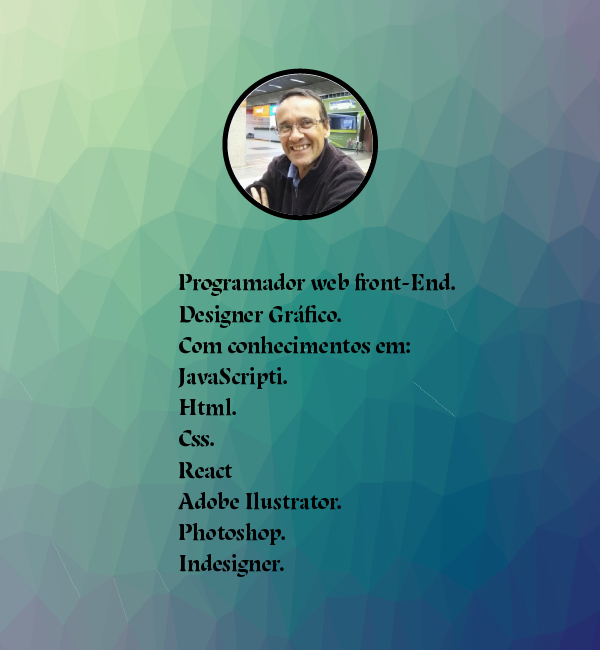 Programador web front-End.
Designer Gráfico.
Com conhecimentos em:
JavaScripti.
Html.
Css.
React
Adobe Ilustrator.
Photoshop.
Indesigner.